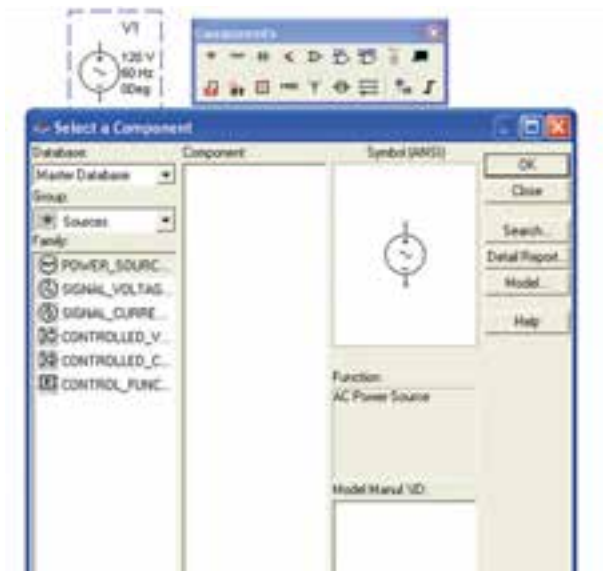 V1
120 V
60 Hz
0Deg
Components
Select a Component
Database:
Master Database
Group:
Sources
Family:
POWER_SOURC...
SIGNAL_VOLTAG...
SIGNAL_CURRE...
CONTROLLED_V...
CONTROLLED_C...
CONTROL_FUNC...
Component:
Symbol (ANSI)
Function:
AC Power Source
Model Manuf.\ID:
OK
Close
Search...
Detail Report...
Model...
Help